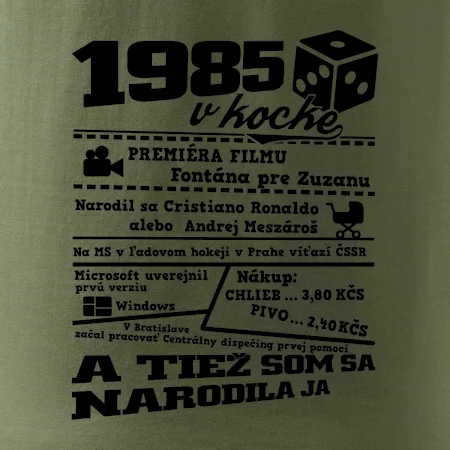 1985
v kocke
PREMIÉRA FILMU
Fontána pre Zuzanu
Narodil sa Cristiano Ronaldo
alebo Andrej Meszároš
Na MS v ľadovom hokeji v Prahe víťazí ČSSR
Microsoft uverejnil
prvú verziu
Windows
Nákup:
CHLIEB ... 3,80 KČS
PIVO ... 2,40 KČS
V Bratislave
začal pracovať Centrálny dispečing prvej pomoci
A TIEŽ SOM SA
NARODILA JA